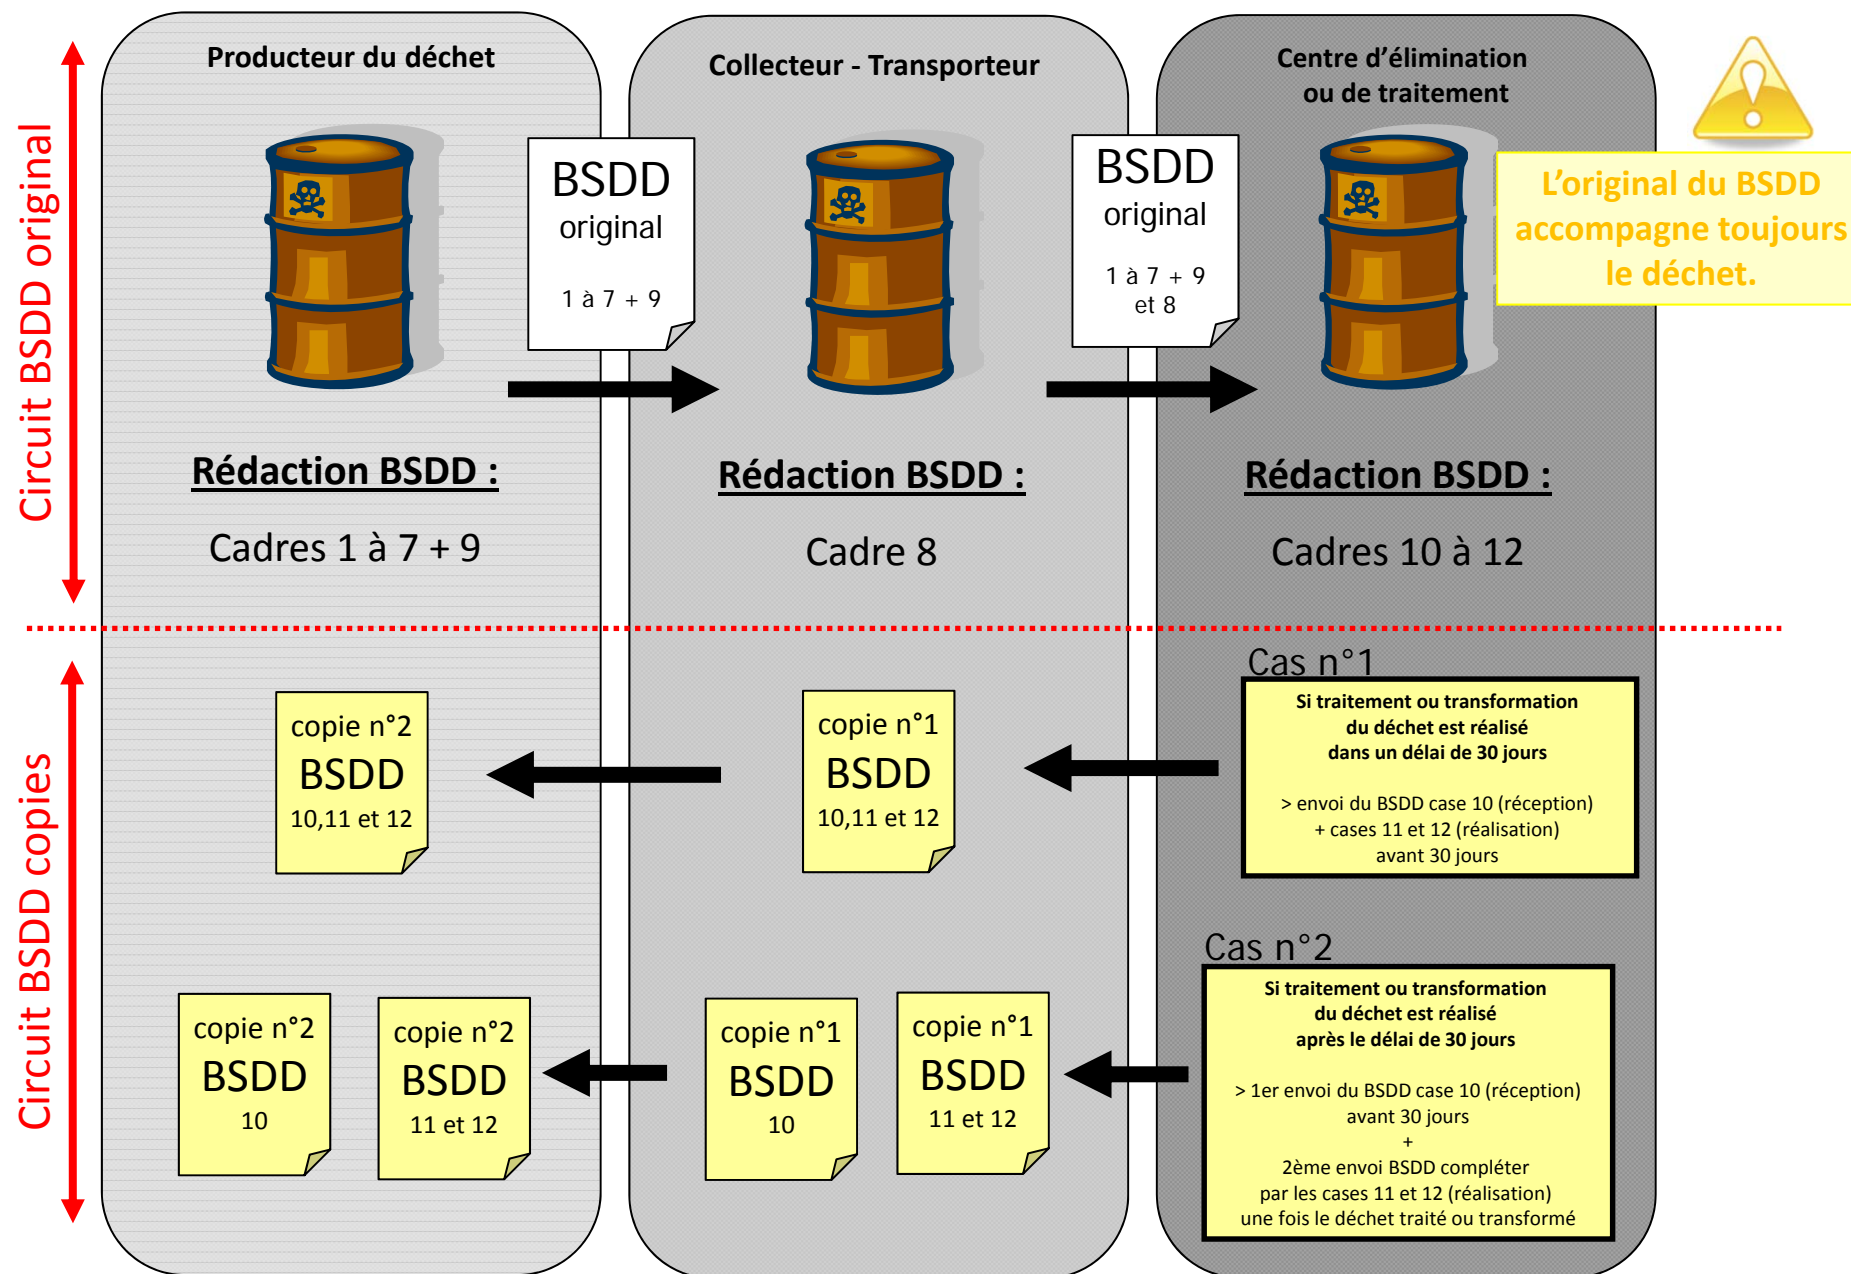 Circuit BSDD original
Producteur du déchet
BSDD
original
1 à 7 + 9
Rédaction BSDD :
Cadres 1 à 7 + 9
Collecteur - Transporteur
BSDD
original
1 à 7 + 9
et 8
Rédaction BSDD :
Cadre 8
Centre d'élimination
ou de traitement
Rédaction BSDD :
Cadres 10 à 12
L'original du BSDD
accompagne toujours
le déchet.
Circuit BSDD copies
copie n°2
BSDD
10,11 et 12
copie n°1
BSDD
10,11 et 12
Cas n°1
Si traitement ou transformation
du déchet est réalisé
dans un délai de 30 jours
> envoi du BSDD case 10 (réception)
+ cases 11 et 12 (réalisation)
avant 30 jours
copie n°2
BSDD
10
copie n°2
BSDD
11 et 12
copie n°1
BSDD
10
copie n°1
BSDD
11 et 12
Cas n°2
Si traitement ou transformation
du déchet est réalisé
après le délai de 30 jours
> 1er envoi du BSDD case 10 (réception)
avant 30 jours
+
2ème envoi BSDD compléter
par les cases 11 et 12 (réalisation)
une fois le déchet traité ou transformé